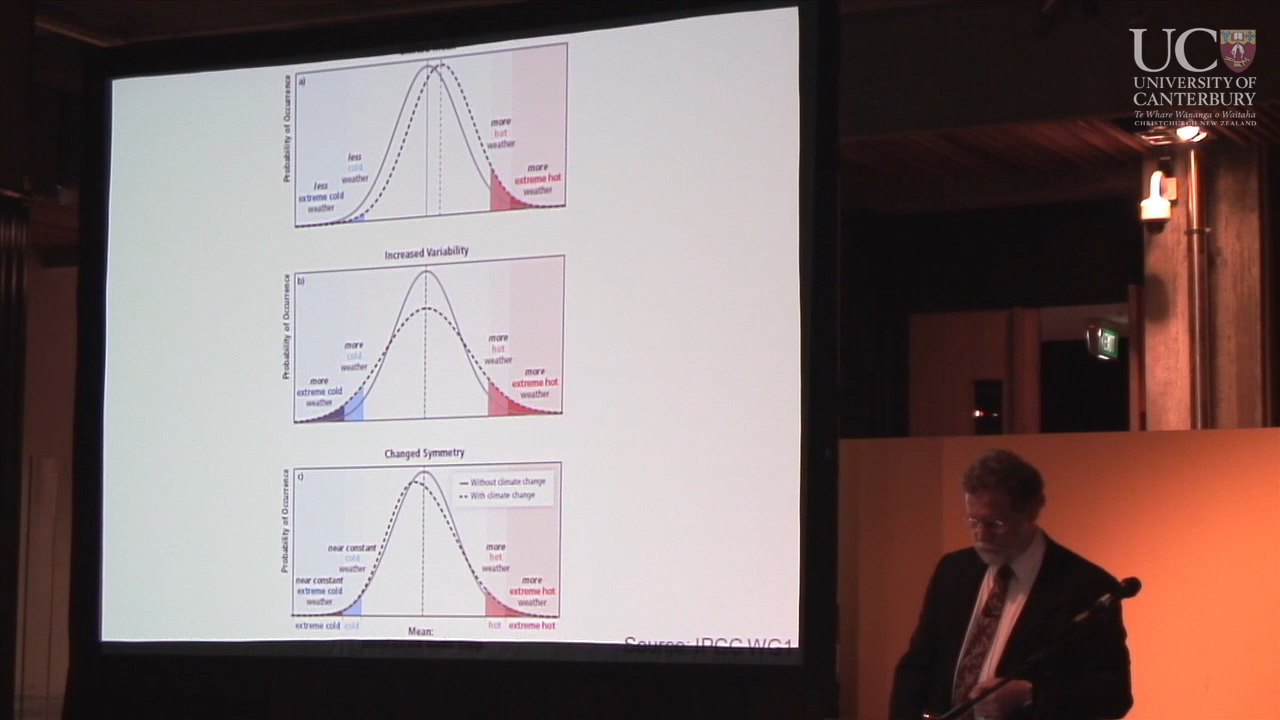 a)
Probability of Occurrence
less
cold
weather
less
extreme cold
weather
more
hot
weather
more
extreme hot
weather
Increased Variability
b)
Probability of Occurrence
more
cold
weather
more
extreme cold
weather
more
hot
weather
more
extreme hot
weather
Changed Symmetry
c)
Probability of Occurrence
Without climate change
With climate change
near constant
cold
weather
near constant
extreme cold
weather
more
hot
weather
more
extreme hot
weather
extreme cold cold
Mean:
hot extreme hot
Source: IPCC WG1
UC
UNIVERSITY OF
CANTERBURY
Te Whare Wānanga o Waitaha
CHRISTCHURCH NEW ZEALAND
EXIT